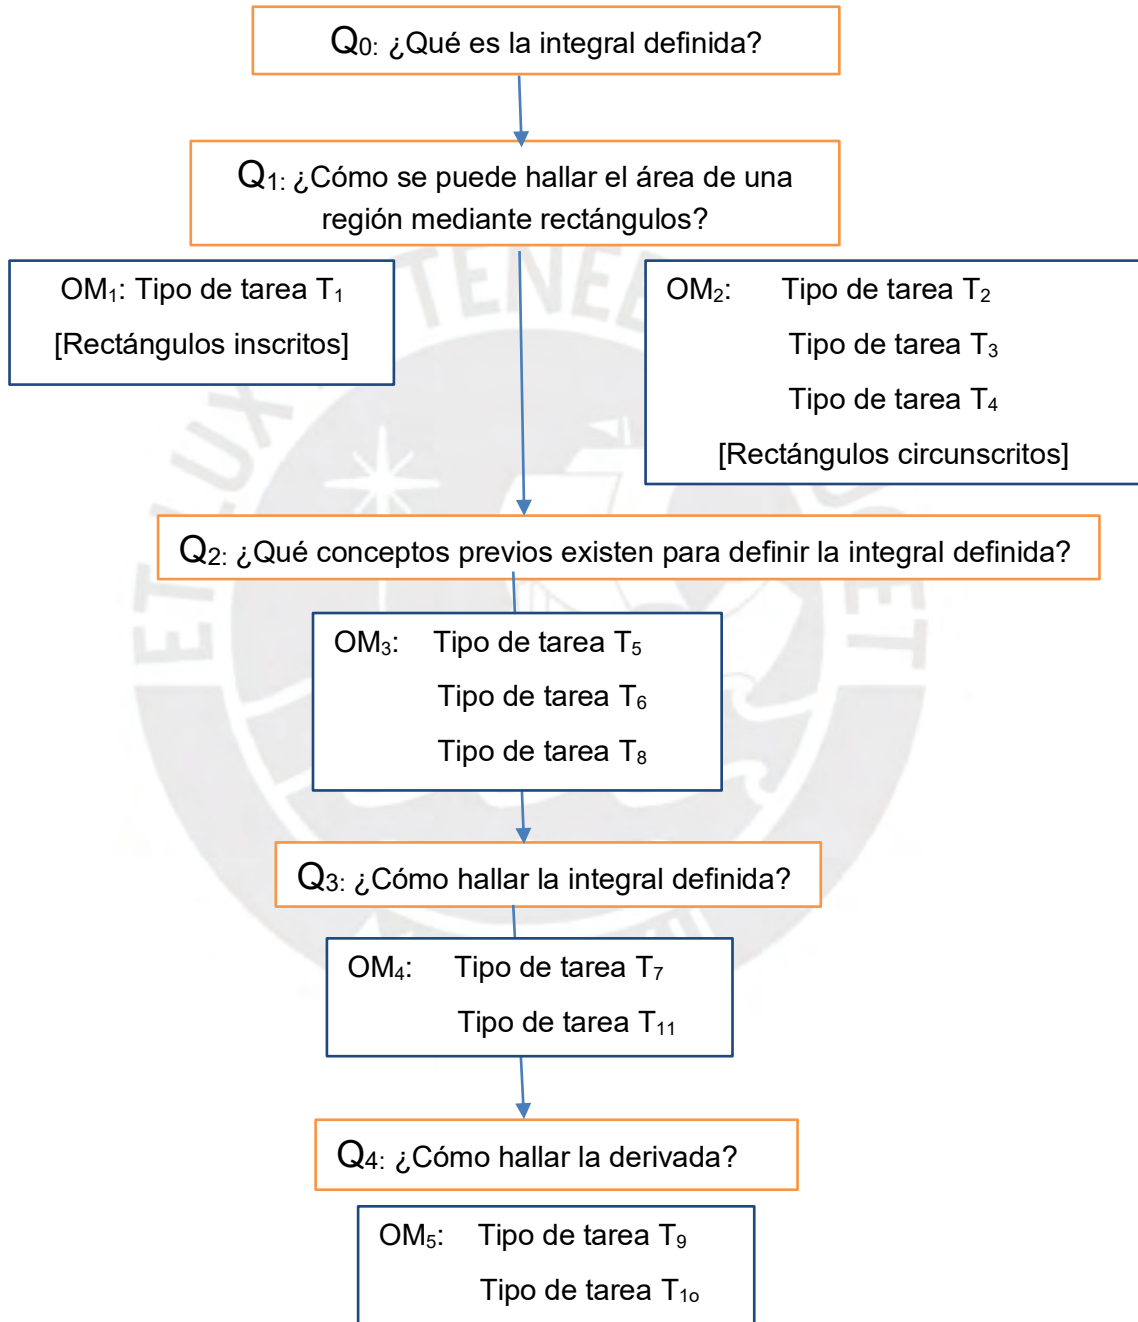 Q0: ¿Qué es la integral definida?
Q1: ¿Cómo se puede hallar el área de una
región mediante rectángulos?
OM1: Tipo de tarea T1
[Rectángulos inscritos]
OM2: Tipo de tarea T2
Tipo de tarea T3
Tipo de tarea T4
[Rectángulos circunscritos]
Q2: ¿Qué conceptos previos existen para definir la integral definida?
OM3: Tipo de tarea T5
Tipo de tarea T6
Tipo de tarea T8
Q3: ¿Cómo hallar la integral definida?
OM4: Tipo de tarea T7
Tipo de tarea T11
Q4: ¿Cómo hallar la derivada?
OM5: Tipo de tarea T9
Tipo de tarea T1o
ET LUX
TENEB